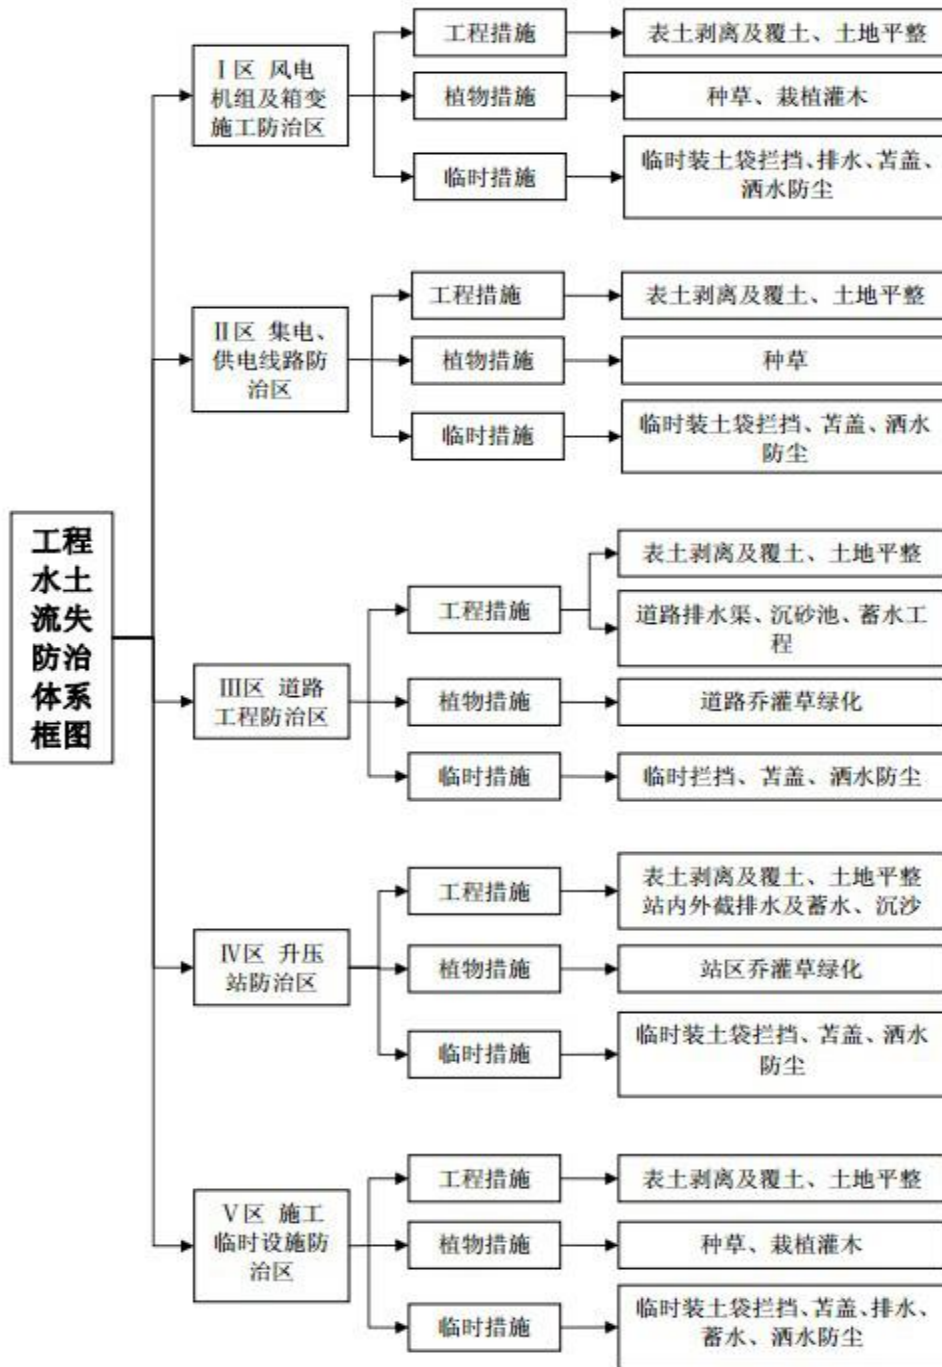 工程
水土
流失
防治
体系
框图
Ⅰ区 风电
机组及箱变
施工防治区
工程措施
表土剥离及覆土、土地平整
植物措施
种草、栽植灌木
临时措施
临时装土袋拦挡、排水、苫盖、
洒水防尘
Ⅱ区 集电、
供电线路防
治区
工程措施
表土剥离及覆土、土地平整
植物措施
种草
临时措施
临时装土袋拦挡、苫盖、洒水
防尘
Ⅲ区 道路
工程防治区
工程措施
表土剥离及覆土、土地平整
道路排水渠、沉砂池、蓄水工
程
植物措施
道路乔灌草绿化
临时措施
临时拦挡、苫盖、洒水防尘
Ⅳ区 升压
站防治区
工程措施
表土剥离及覆土、土地平整
站内外截排水及蓄水、沉沙
植物措施
站区乔灌草绿化
临时措施
临时装土袋拦挡、苫盖、洒水
防尘
Ⅴ区 施工
临时设施防
治区
工程措施
表土剥离及覆土、土地平整
植物措施
种草、栽植灌木
临时措施
临时装土袋拦挡、苫盖、排水、
蓄水、洒水防尘